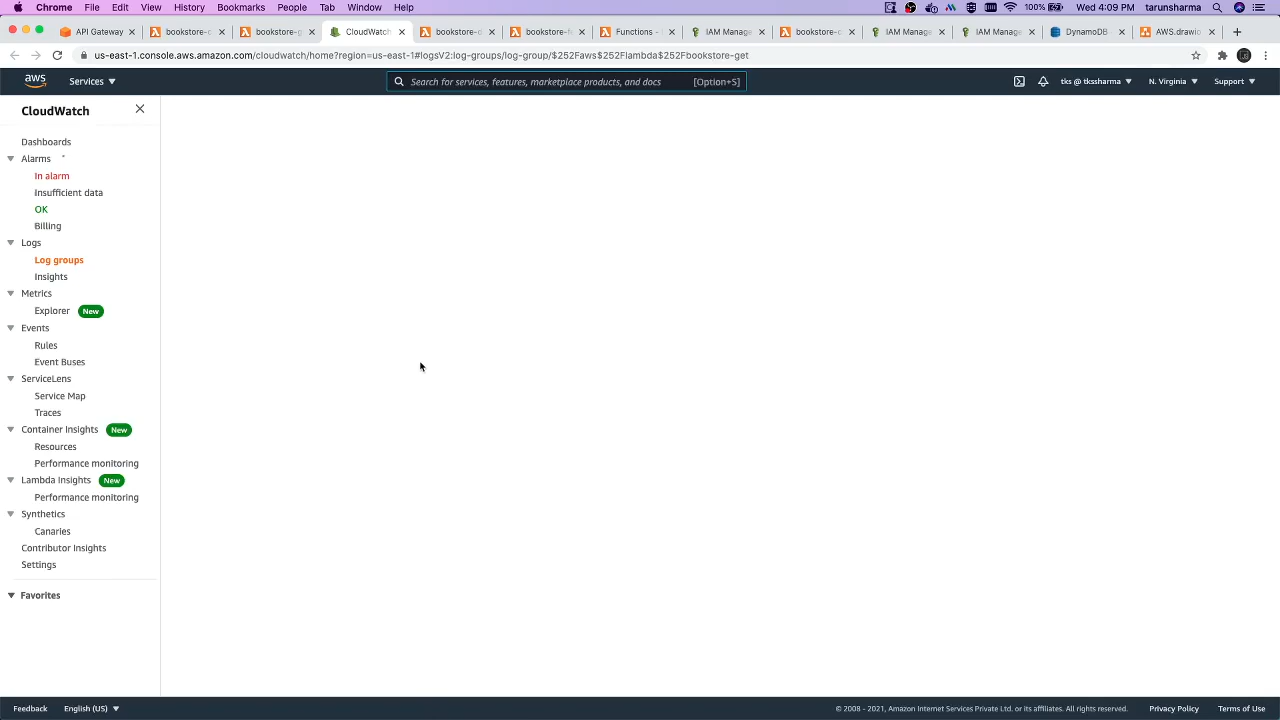 Chrome File Edit View History Bookmarks People Tab Window Help 100% Wed 4:09 PM tarunsharma
API Gateway bookstore-c bookstore-g CloudWatch bookstore-d bookstore-h Functions - IAM Manage bookstore-c IAM Manage IAM Manage DynamoDB AWS.drawio
us-east-1.console.aws.amazon.com/cloudwatch/home?region=us-east-1#logsV2:log-groups/log-group/$252Faws$252Flambda$252Fbookstore-get
aws Services Search for services, features, marketplace products, and docs [Option+S] tks @ tkssharma N. Virginia Support
CloudWatch
Dashboards
Alarms
In alarm
Insufficient data
OK
Billing
Logs
Log groups
Insights
Metrics
Explorer New
Events
Rules
Event Buses
ServiceLens
Service Map
Traces
Container Insights New
Resources
Performance monitoring
Lambda Insights New
Performance monitoring
Synthetics
Canaries
Contributor Insights
Settings
Favorites
Feedback English (US) © 2008 - 2021, Amazon Internet Services Private Ltd. or its affiliates. All rights reserved. Privacy Policy Terms of Use